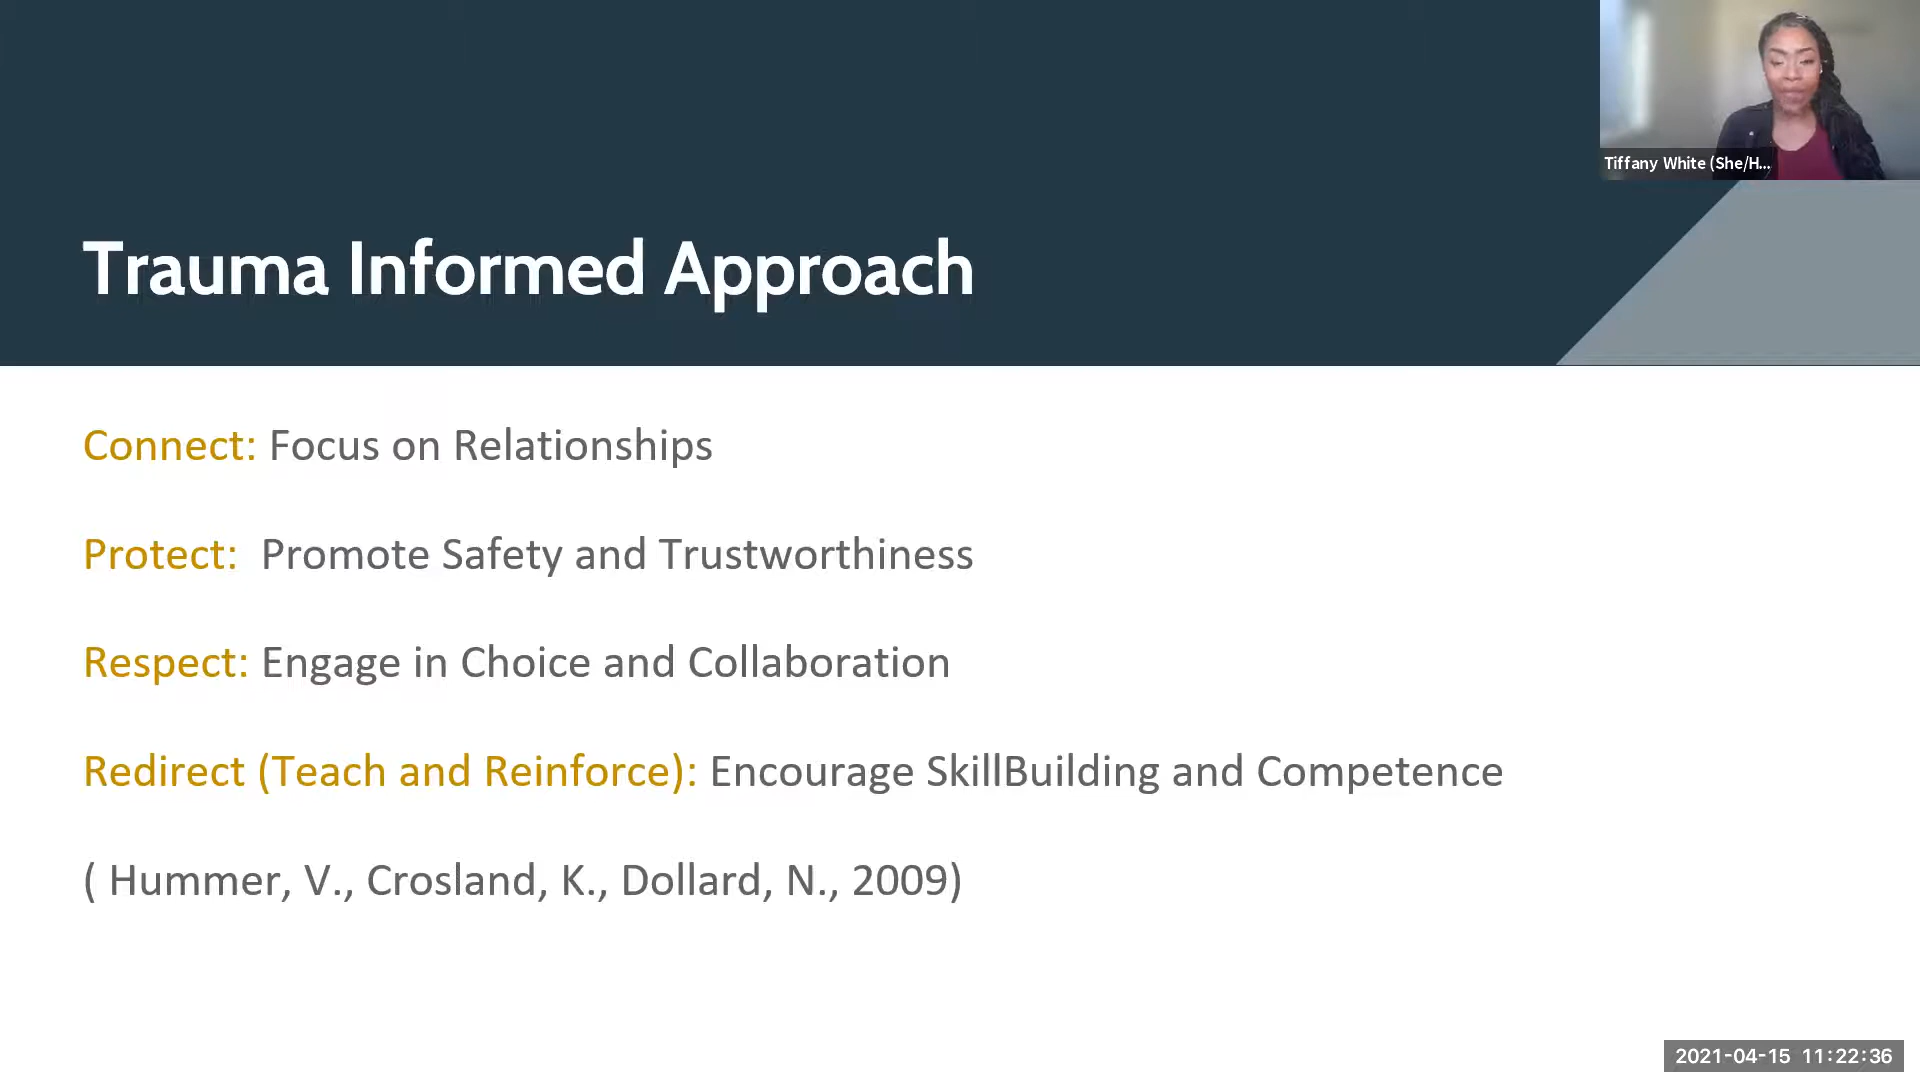 Tiffany White (She/H...
Trauma Informed Approach
Connect: Focus on Relationships
Protect:  Promote Safety and Trustworthiness
Respect: Engage in Choice and Collaboration
Redirect (Teach and Reinforce): Encourage SkillBuilding and Competence
( Hummer, V., Crosland, K., Dollard, N., 2009)
2021-04-15 11:22:36